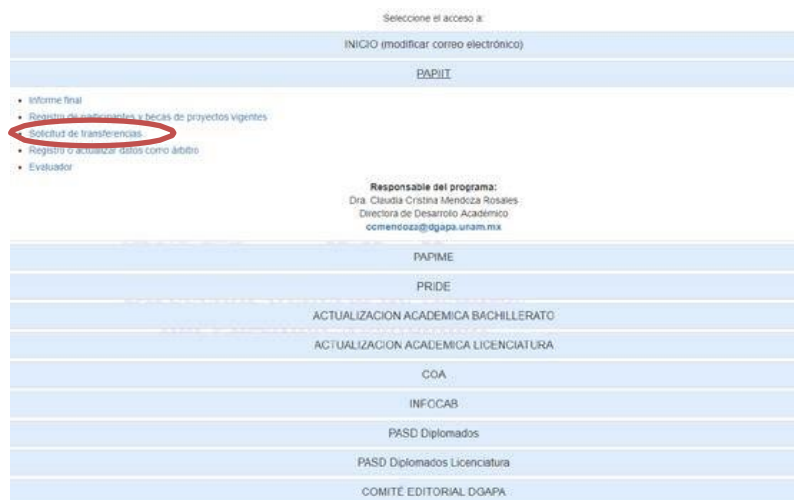 Seleccione el acceso a:
INICIO (modificar correo electrónico)
PAPIIT
Informe final
Registro de participantes y becas de proyectos vigentes
Solicitud de transferencias
Registro o actualizar datos como árbitro
Evaluador
Responsable del programa:
Dra. Claudia Cristina Mendoza Rosales
Directora de Desarrollo Académico
ccmendoza@dgapa.unam.mx
PAPIME
PRIDE
ACTUALIZACION ACADEMICA BACHILLERATO
ACTUALIZACION ACADEMICA LICENCIATURA
COA
INFOCAB
PASD Diplomados
PASD Diplomados Licenciatura
COMITÉ EDITORIAL DGAPA